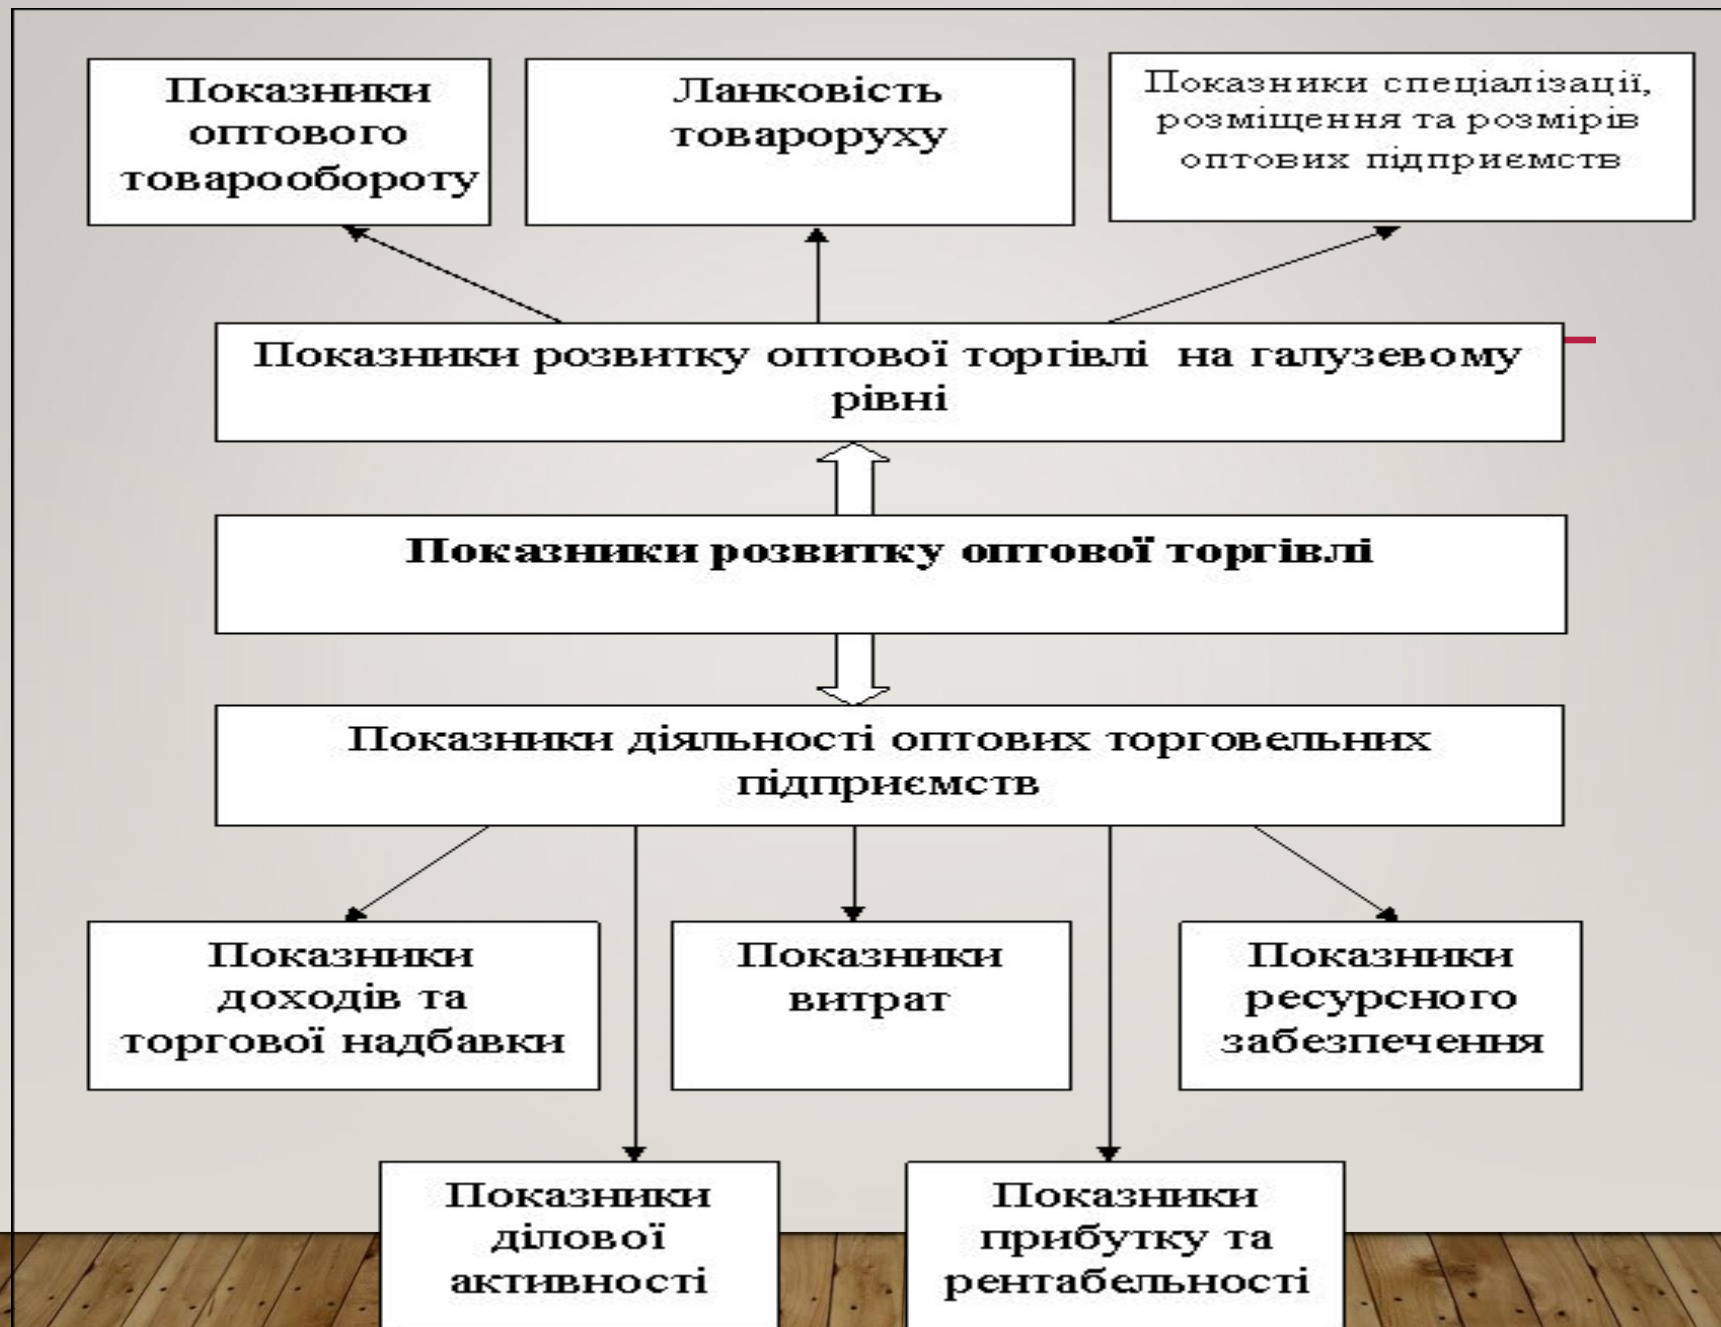 Показники
оптового
товарообороту
Ланковість
товароруху
Показники спеціалізації,
розміщення та розмірів
оптових підприємств
Показники розвитку оптової торгівлі на галузевому
рівні
Показники розвитку оптової торгівлі
Показники діяльності оптових торговельних
підприємств
Показники
доходів та
торгової надбавки
Показники
витрат
Показники
ресурсного
забезпечення
Показники
ділової
активності
Показники
прибутку та
рентабельності